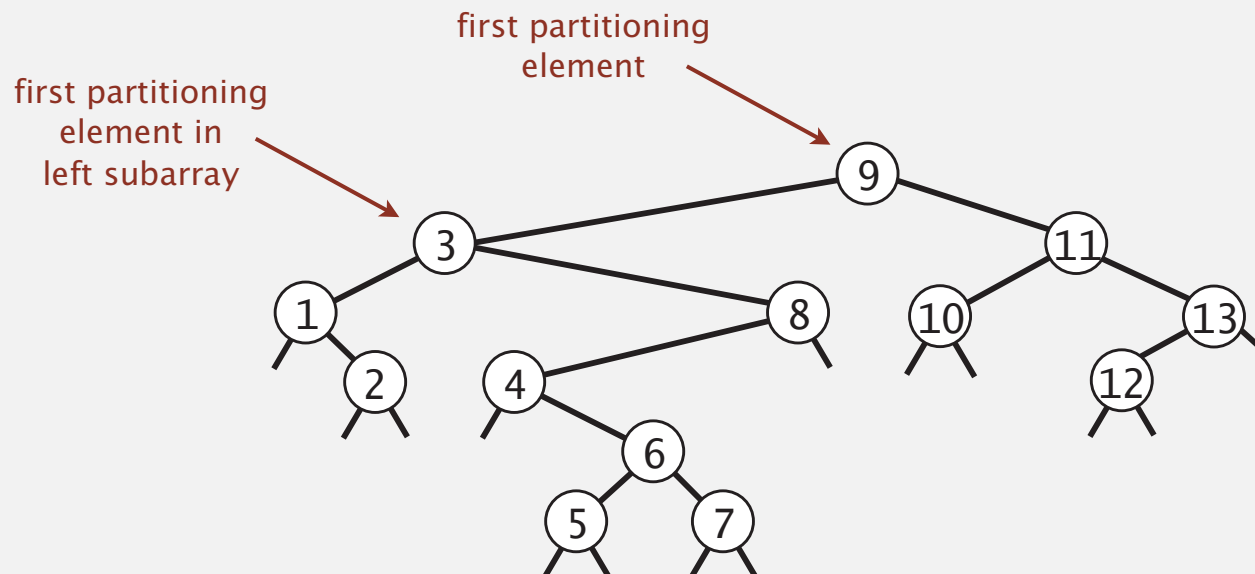 first partitioning
element
first partitioning
element in
left subarray
9
3
11
1
8
10
13
2
4
12
6
5
7